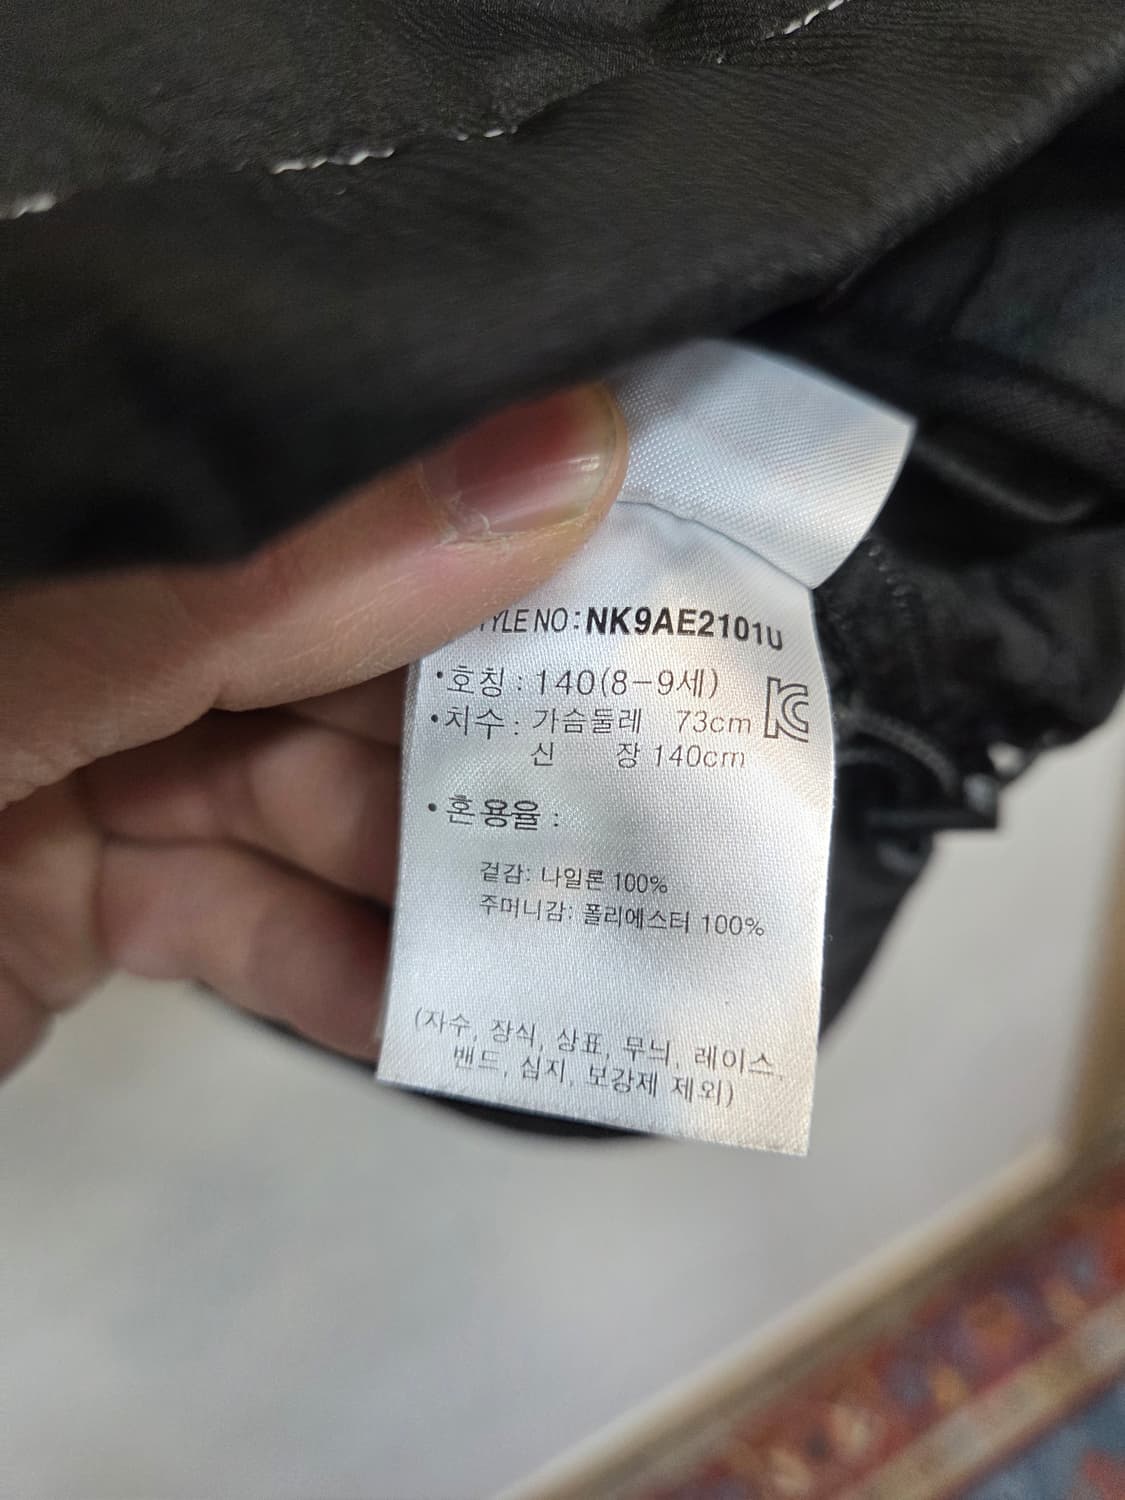 STYLE NO : NK9AE2101U
• 호칭 : 140(8-9세)
• 치수 : 가슴둘레 73cm
신 장 140cm
• 혼용율 :
겉감: 나일론 100%
주머니감: 폴리에스터 100%
(자수, 장식, 상표, 무늬, 레이스,
밴드, 심지, 보강제 제외)